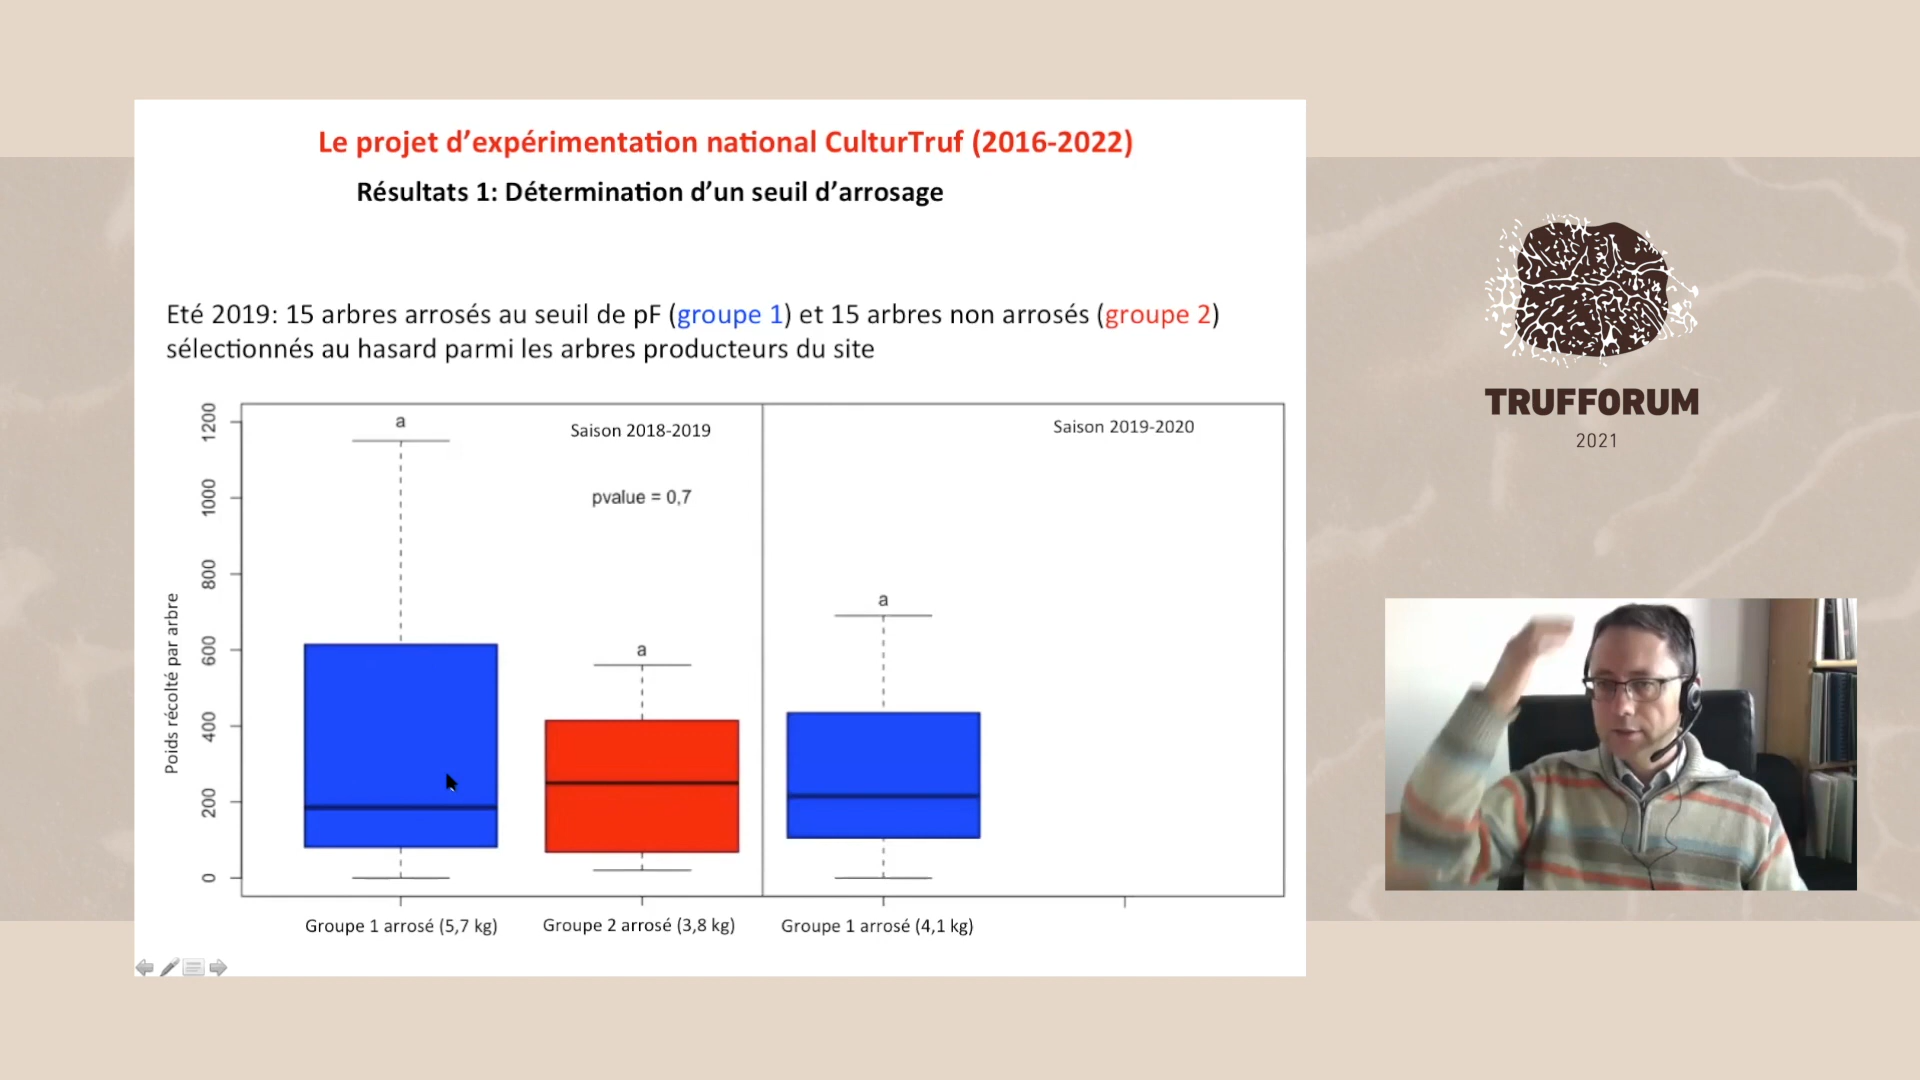 Le projet d'expérimentation national CulturTruf (2016-2022)
Résultats 1: Détermination d'un seuil d'arrosage
Eté 2019: 15 arbres arrosés au seuil de pF (groupe 1) et 15 arbres non arrosés (groupe 2)
sélectionnés au hasard parmi les arbres producteurs du site
Poids récolté par arbre
1200
1000
800
600
400
200
0
Saison 2018-2019
pvalue = 0,7
a
a
Saison 2019-2020
a
Groupe 1 arrosé (5,7 kg)
Groupe 2 arrosé (3,8 kg)
Groupe 1 arrosé (4,1 kg)
TRUFFORUM
2021